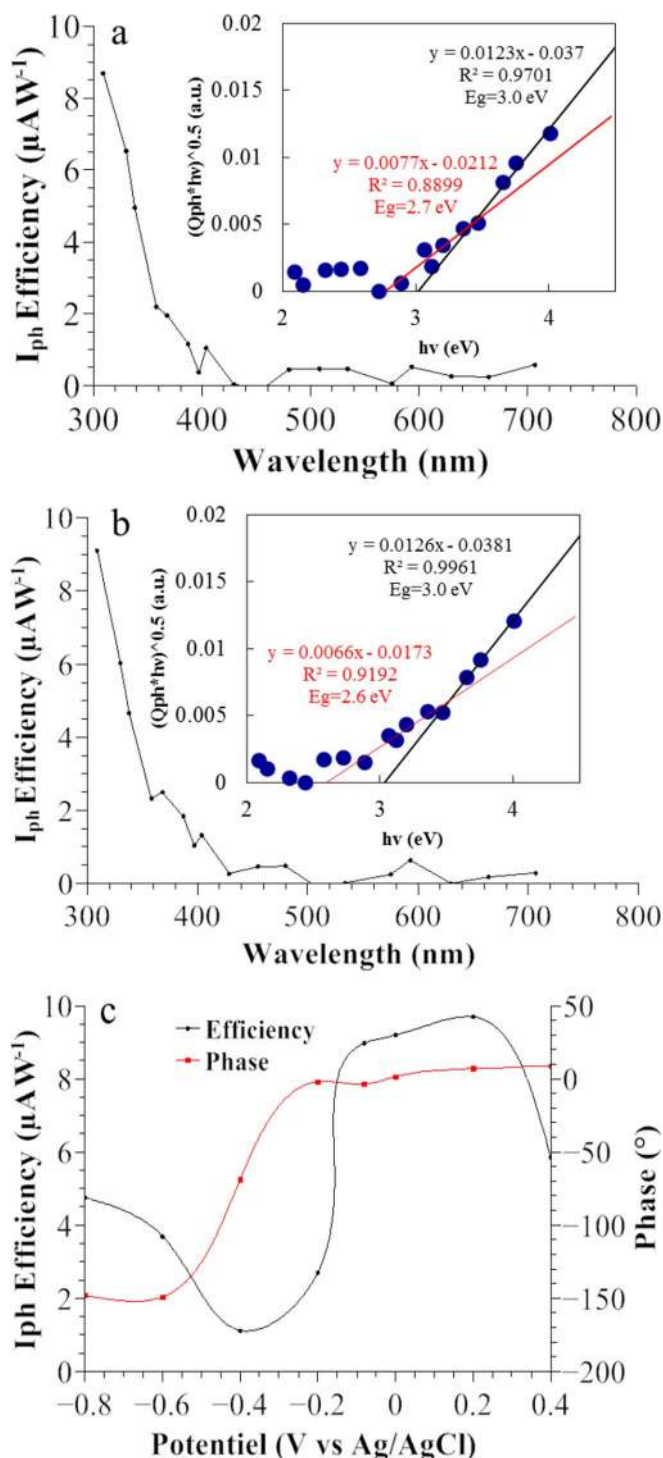 a
10
8
6
4
2
0
300 400 500 600 700 800
I_ph Efficiency (µAW⁻¹)
Wavelength (nm)
0.02
0.015
0.01
0.005
0
2 3 4
((Qph*hv)^0.5 (a.u.)
hv (eV)
y = 0.0123x - 0.037
R² = 0.9701
Eg=3.0 eV
y = 0.0077x - 0.0212
R² = 0.8899
Eg=2.7 eV
b
10
8
6
4
2
0
300 400 500 600 700 800
I_ph Efficiency (µAW⁻¹)
Wavelength (nm)
0.02
0.015
0.01
0.005
0
2 3 4
(Qph*hv)^0.5 (a.u.)
hv (eV)
y = 0.0126x - 0.0381
R² = 0.9961
Eg=3.0 eV
y = 0.0066x - 0.0173
R² = 0.9192
Eg=2.6 eV
c
Efficiency
Phase
10
8
6
4
2
0
Iph Efficiency (µAW⁻¹)
50
0
−50
−100
−150
−200
Phase (°)
−0.8 −0.6 −0.4 −0.2 0 0.2 0.4
Potentiel (V vs Ag/AgCl)